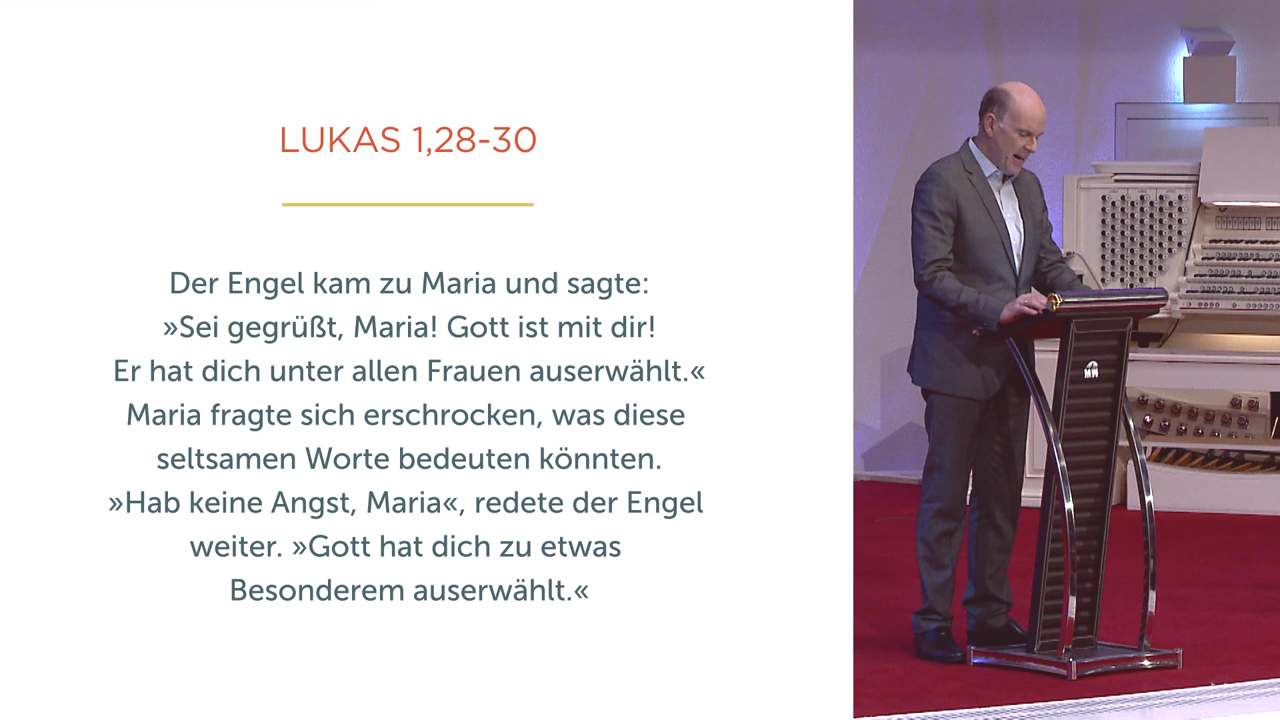 LUKAS 1,28-30
Der Engel kam zu Maria und sagte:
»Sei gegrüßt, Maria! Gott ist mit dir!
Er hat dich unter allen Frauen auserwählt.«
Maria fragte sich erschrocken, was diese
seltsamen Worte bedeuten könnten.
»Hab keine Angst, Maria«, redete der Engel
weiter. »Gott hat dich zu etwas
Besonderem auserwählt.«